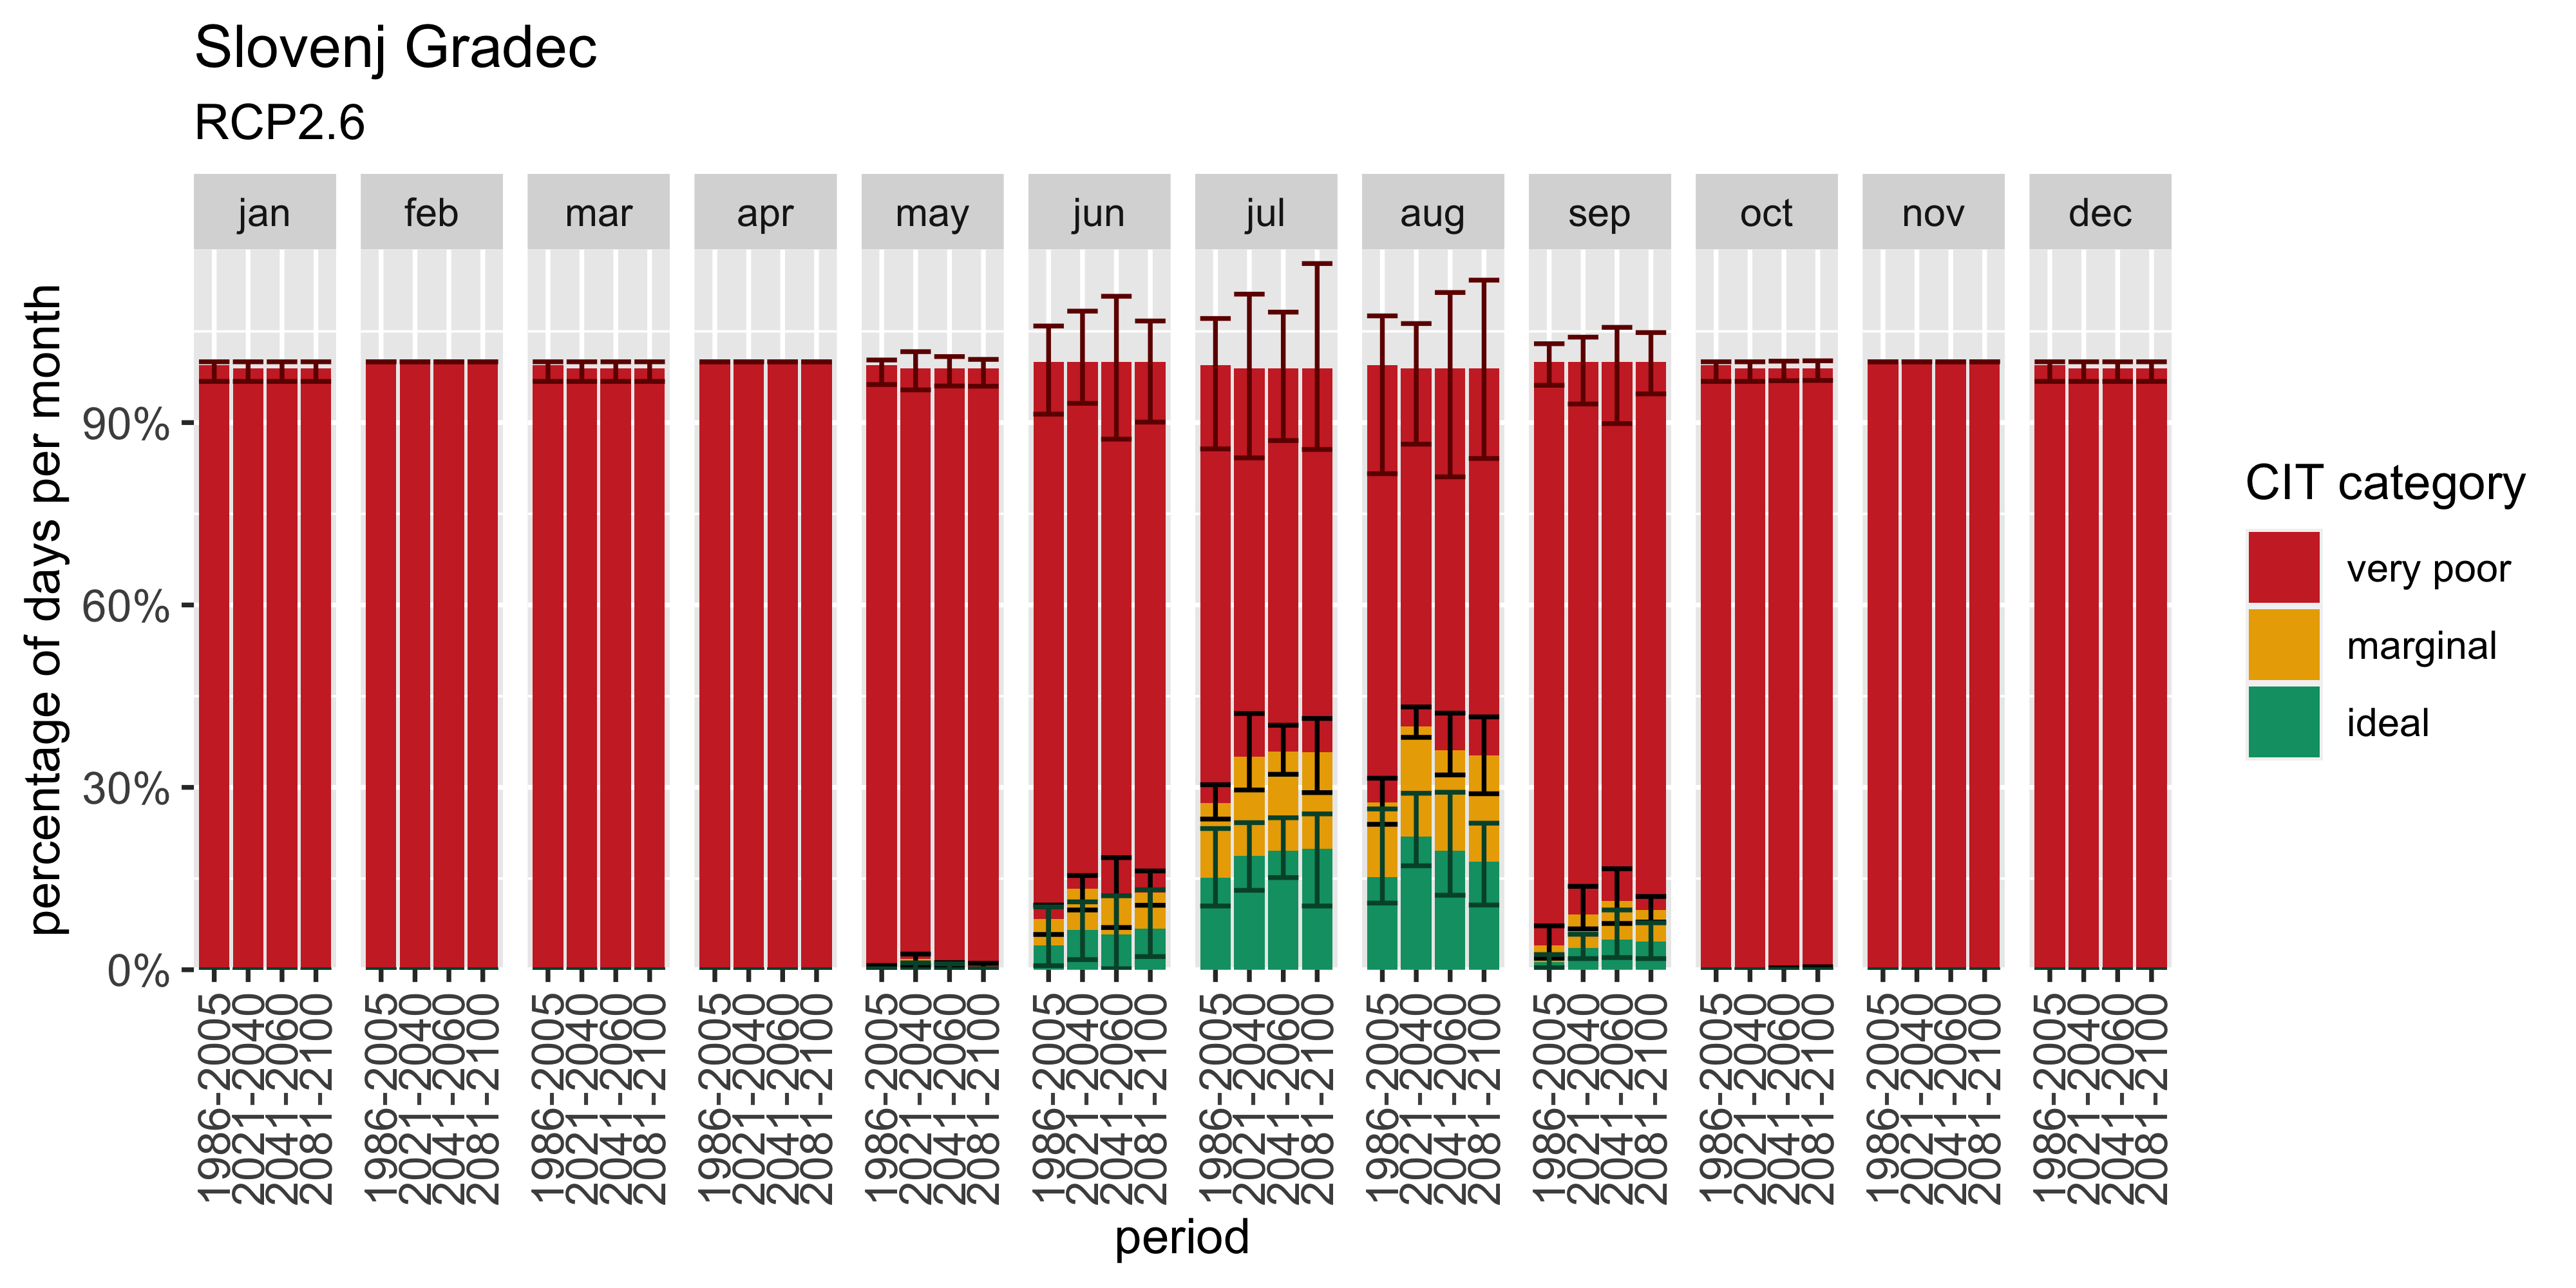 Slovenj Gradec
RCP2.6
jan feb mar apr may jun jul aug sep oct nov dec
percentage of days per month
90%
60%
30%
0%
1986-2005 2021-2040 2041-2060 2081-2100 1986-2005 2021-2040 2041-2060 2081-2100 1986-2005 2021-2040 2041-2060 2081-2100 1986-2005 2021-2040 2041-2060 2081-2100 1986-2005 2021-2040 2041-2060 2081-2100 1986-2005 2021-2040 2041-2060 2081-2100 1986-2005 2021-2040 2041-2060 2081-2100 1986-2005 2021-2040 2041-2060 2081-2100 1986-2005 2021-2040 2041-2060 2081-2100 1986-2005 2021-2040 2041-2060 2081-2100 1986-2005 2021-2040 2041-2060 2081-2100 1986-2005 2021-2040 2041-2060 2081-2100
period
CIT category
very poor
marginal
ideal